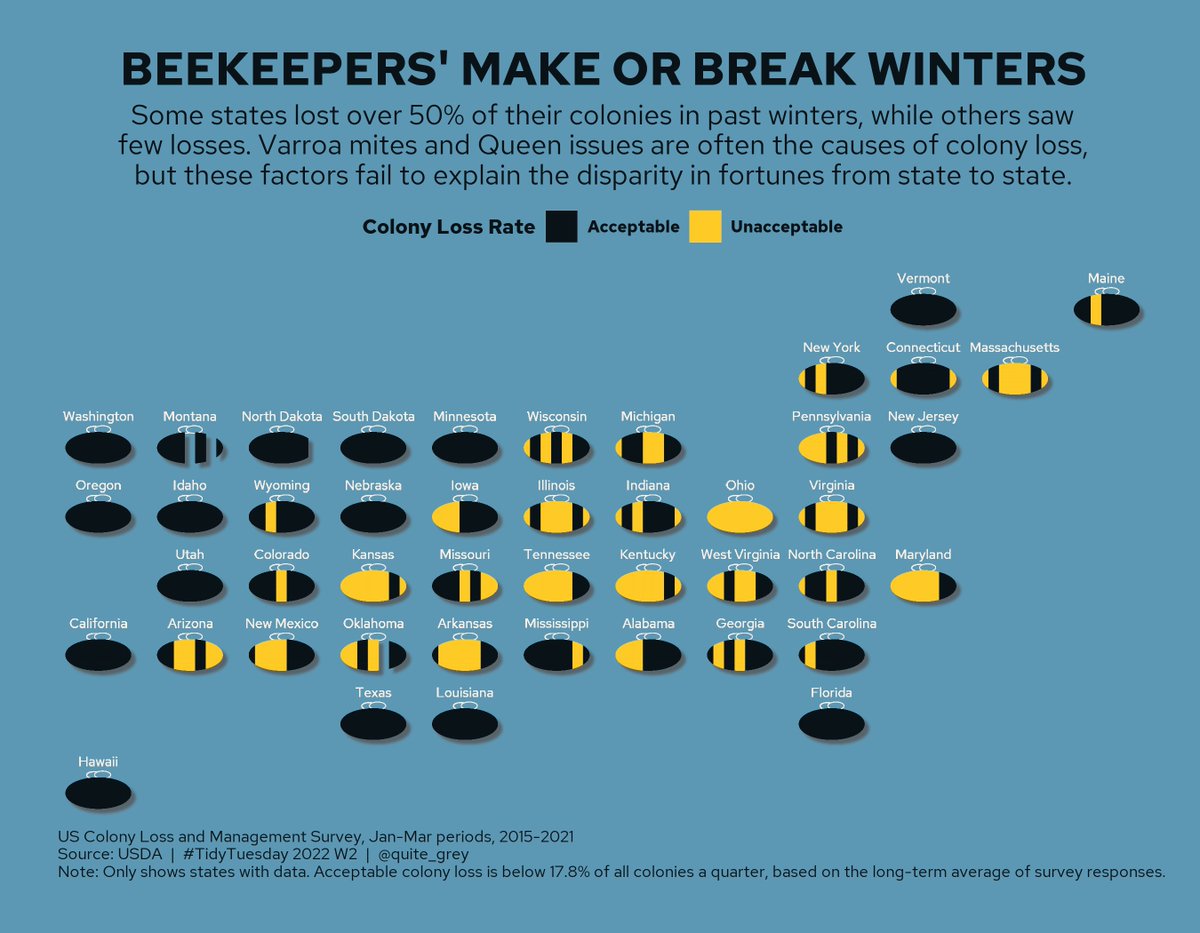 BEEKEEPERS' MAKE OR BREAK WINTERS
Some states lost over 50% of their colonies in past winters, while others saw
few losses. Varroa mites and Queen issues are often the causes of colony loss,
but these factors fail to explain the disparity in fortunes from state to state.
Colony Loss Rate Acceptable Unacceptable
Vermont Maine
New York Connecticut Massachusetts
Washington Montana North Dakota South Dakota Minnesota Wisconsin Michigan Pennsylvania New Jersey
Oregon Idaho Wyoming Nebraska Iowa Illinois Indiana Ohio Virginia
Utah Colorado Kansas Missouri Tennessee Kentucky West Virginia North Carolina Maryland
California Arizona New Mexico Oklahoma Arkansas Mississippi Alabama Georgia South Carolina
Texas Louisiana Florida
Hawaii
US Colony Loss and Management Survey, Jan-Mar periods, 2015-2021
Source: USDA | #TidyTuesday 2022 W2 | @quite_grey
Note: Only shows states with data. Acceptable colony loss is below 17.8% of all colonies a quarter, based on the long-term average of survey responses.